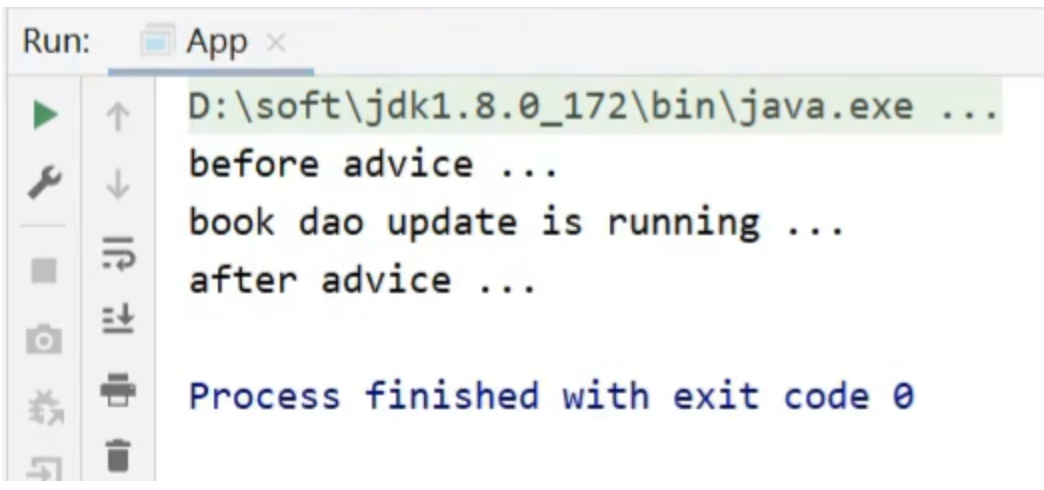 Run: App
D:\soft\jdk1.8.0_172\bin\java.exe ...
before advice ...
book dao update is running ...
after advice ...
Process finished with exit code 0